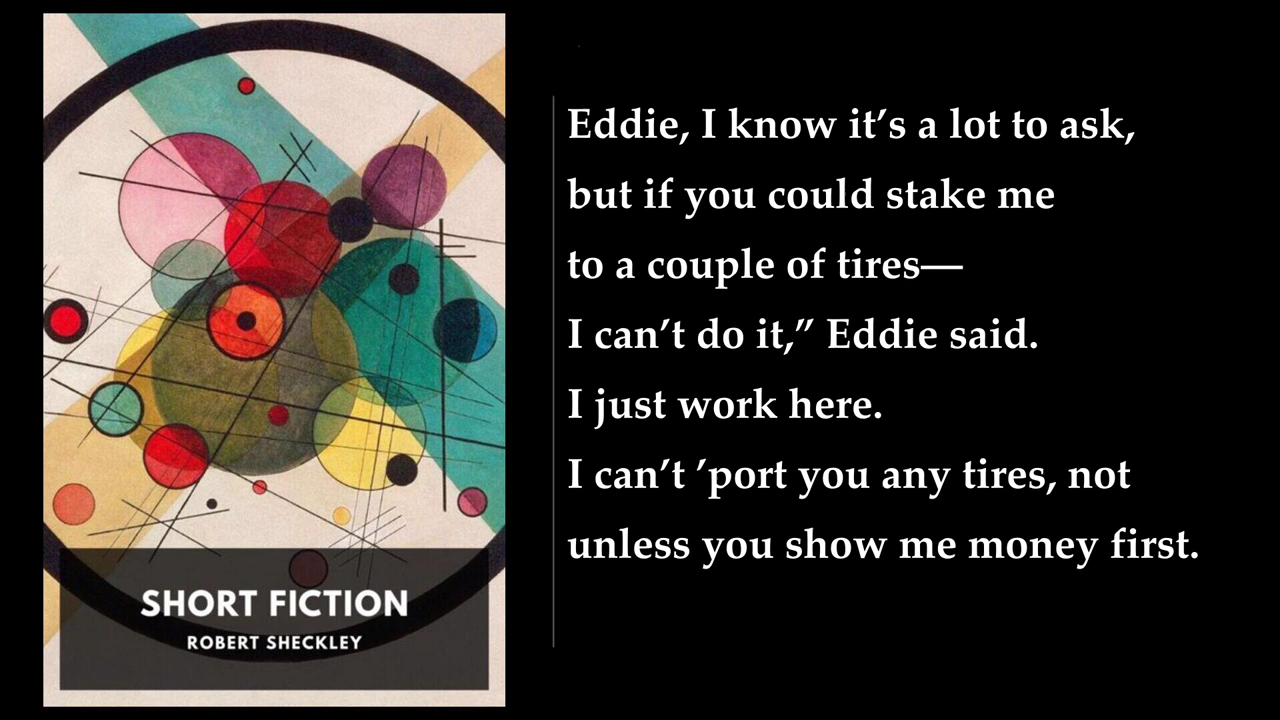 SHORT FICTION
ROBERT SHECKLEY
Eddie, I know it’s a lot to ask,
but if you could stake me
to a couple of tires—
I can’t do it,” Eddie said.
I just work here.
I can’t ’port you any tires, not
unless you show me money first.